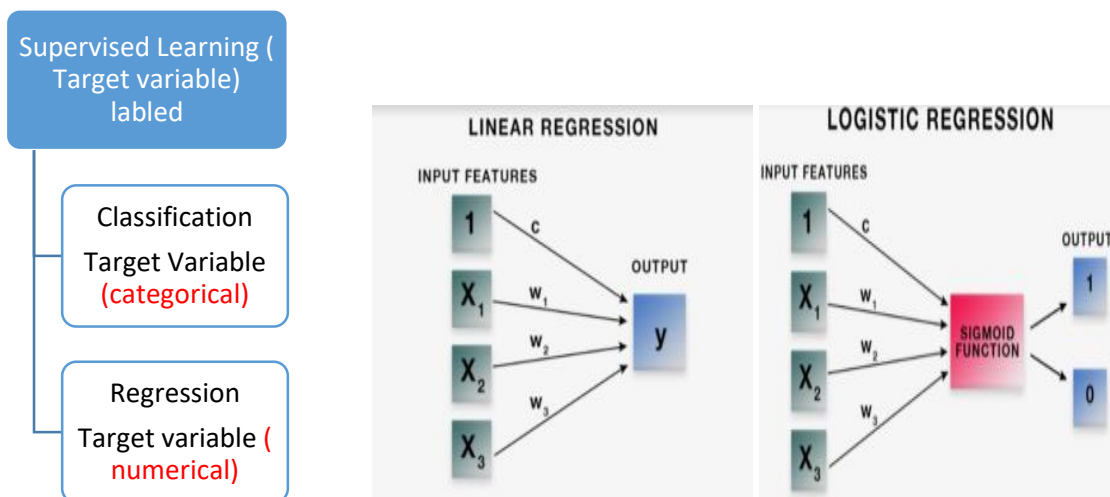 Supervised Learning (
Target variable)
labled
Classification
Target Variable
(categorical)
Regression
Target variable (
numerical)
LINEAR REGRESSION
INPUT FEATURES
1
C
X1
W1
X2
W2
X3
W3
OUTPUT
y
LOGISTIC REGRESSION
INPUT FEATURES
1
C
X1
W1
X2
W2
X3
W3
SIGMOID
FUNCTION
OUTPUT
1
0